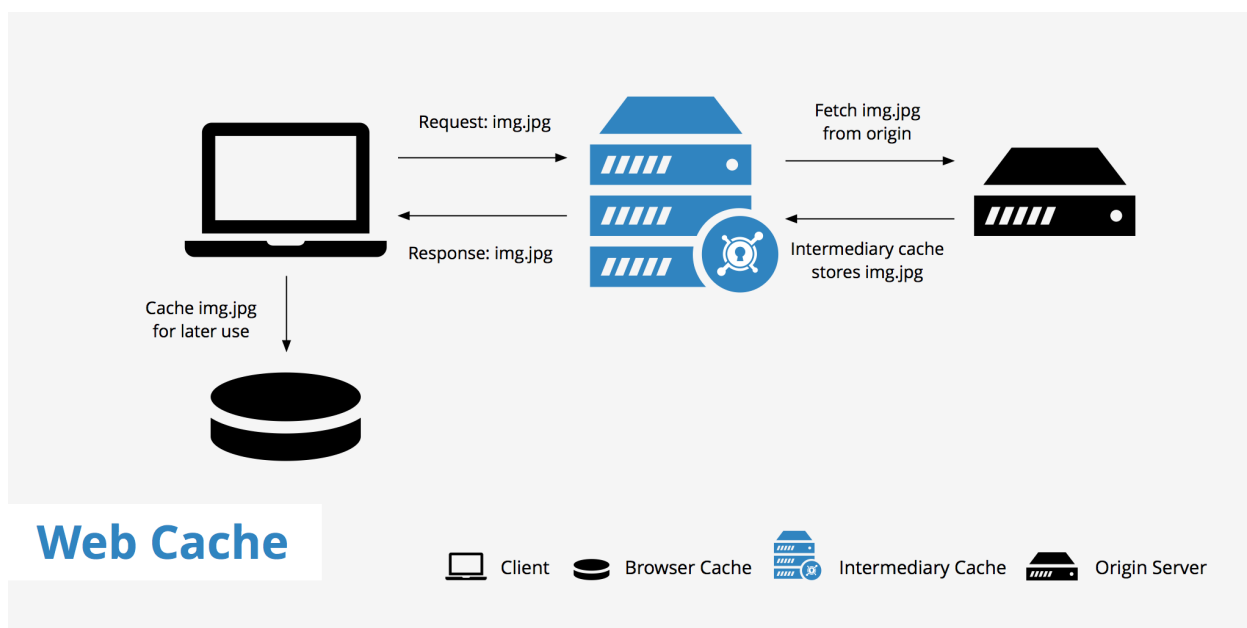 Request: img.jpg
Fetch img.jpg
from origin
Response: img.jpg
Intermediary cache
stores img.jpg
Cache img.jpg
for later use
Web Cache
Client
Browser Cache
Intermediary Cache
Origin Server